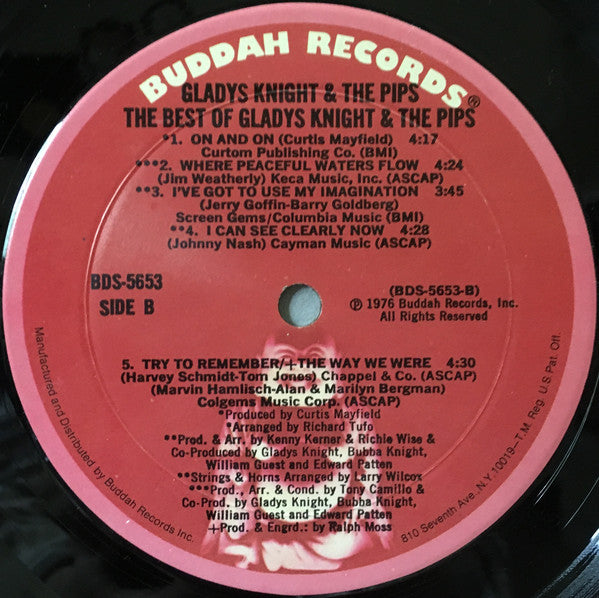 BUDDAH RECORDS®
GLADYS KNIGHT & THE PIPS
THE BEST OF GLADYS KNIGHT & THE PIPS
*1. ON AND ON (Curtis Mayfield) 4:17
Curtom Publishing Co. (BMI)
***2. WHERE PEACEFUL WATERS FLOW 4:24
(Jim Weatherly) Keca Music, Inc. (ASCAP)
**3. I'VE GOT TO USE MY IMAGINATION 3:45
(Jerry Goffin-Barry Goldberg)
Screen Gems/Columbia Music (BMI)
**4. I CAN SEE CLEARLY NOW 4:28
(Johnny Nash) Cayman Music (ASCAP)
BDS-5653
SIDE B
(BDS-5653-B)
℗ 1976 Buddah Records, Inc.
All Rights Reserved
5. TRY TO REMEMBER/+THE WAY WE WERE 4:30
(Harvey Schmidt-Tom Jones) Chappel & Co. (ASCAP)
(Marvin Hamlisch-Alan & Marilyn Bergman)
Colgems Music Corp. (ASCAP)
*Produced by Curtis Mayfield
*Arranged by Richard Tufo
**Prod. & Arr. by Kenny Kerner & Richie Wise &
Co-Produced by Gladys Knight, Bubba Knight,
William Guest and Edward Patten
**Strings & Horns Arranged by Larry Wilcox
***Prod., Arr. & Cond. by Tony Camillo &
Co-Prod. by Gladys Knight, Bubba Knight,
William Guest and Edward Patten
+Prod. & Engrd.: by Ralph Moss
Manufactured and Distributed by Buddah Records Inc.
810 Seventh Ave., N.Y. 10019–T.M. Reg. U.S. Pat. Off.